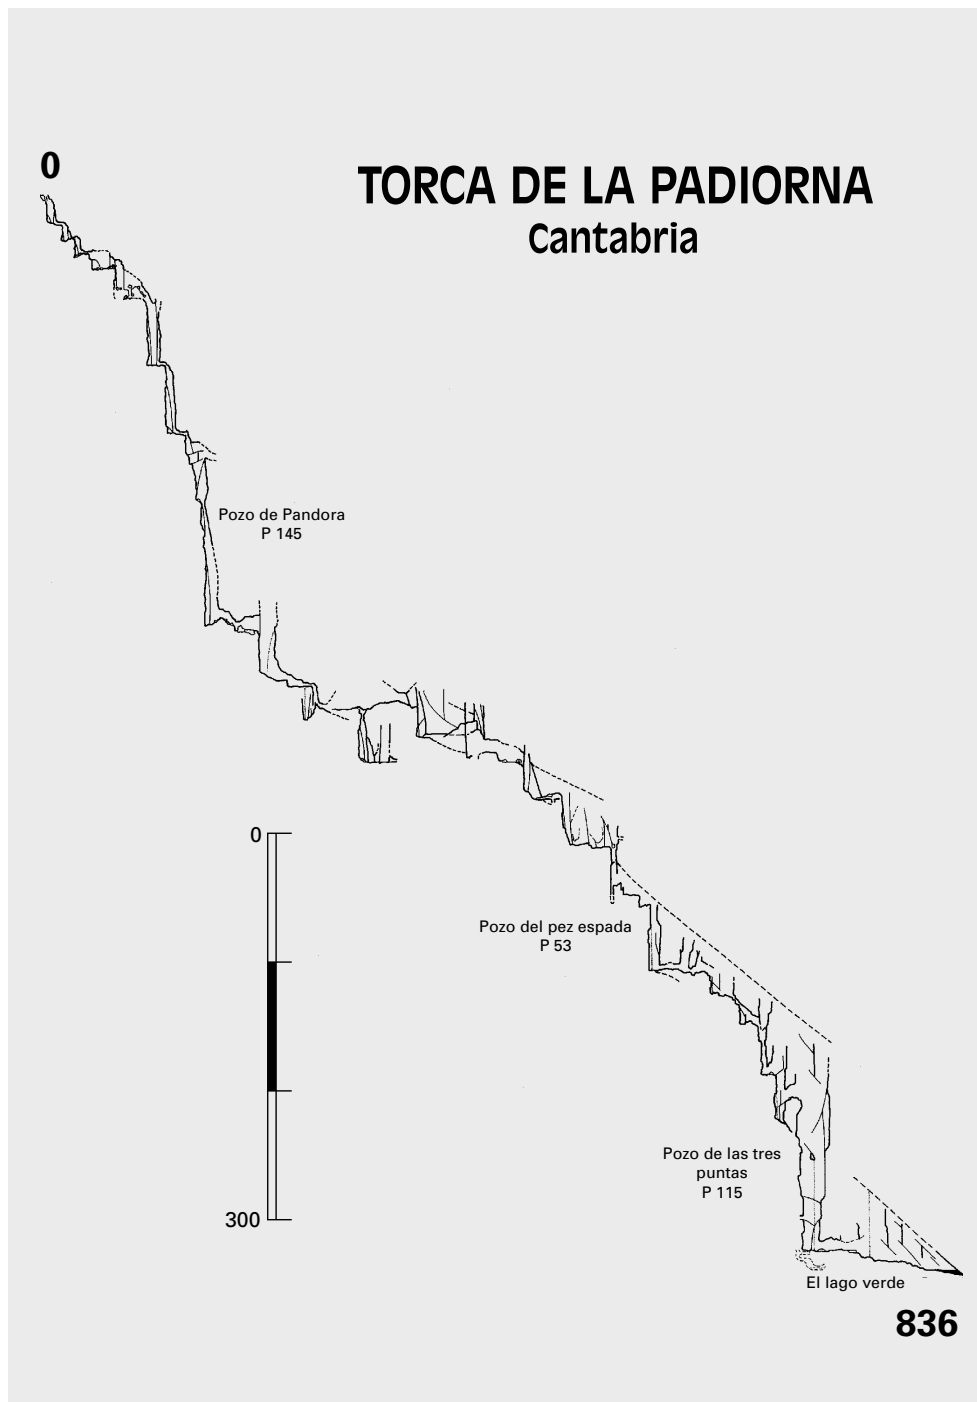 0
TORCA DE LA PADIORNA
Cantabria
Pozo de Pandora
P 145
0
Pozo del pez espada
P 53
Pozo de las tres
puntas
P 115
300
El lago verde
836